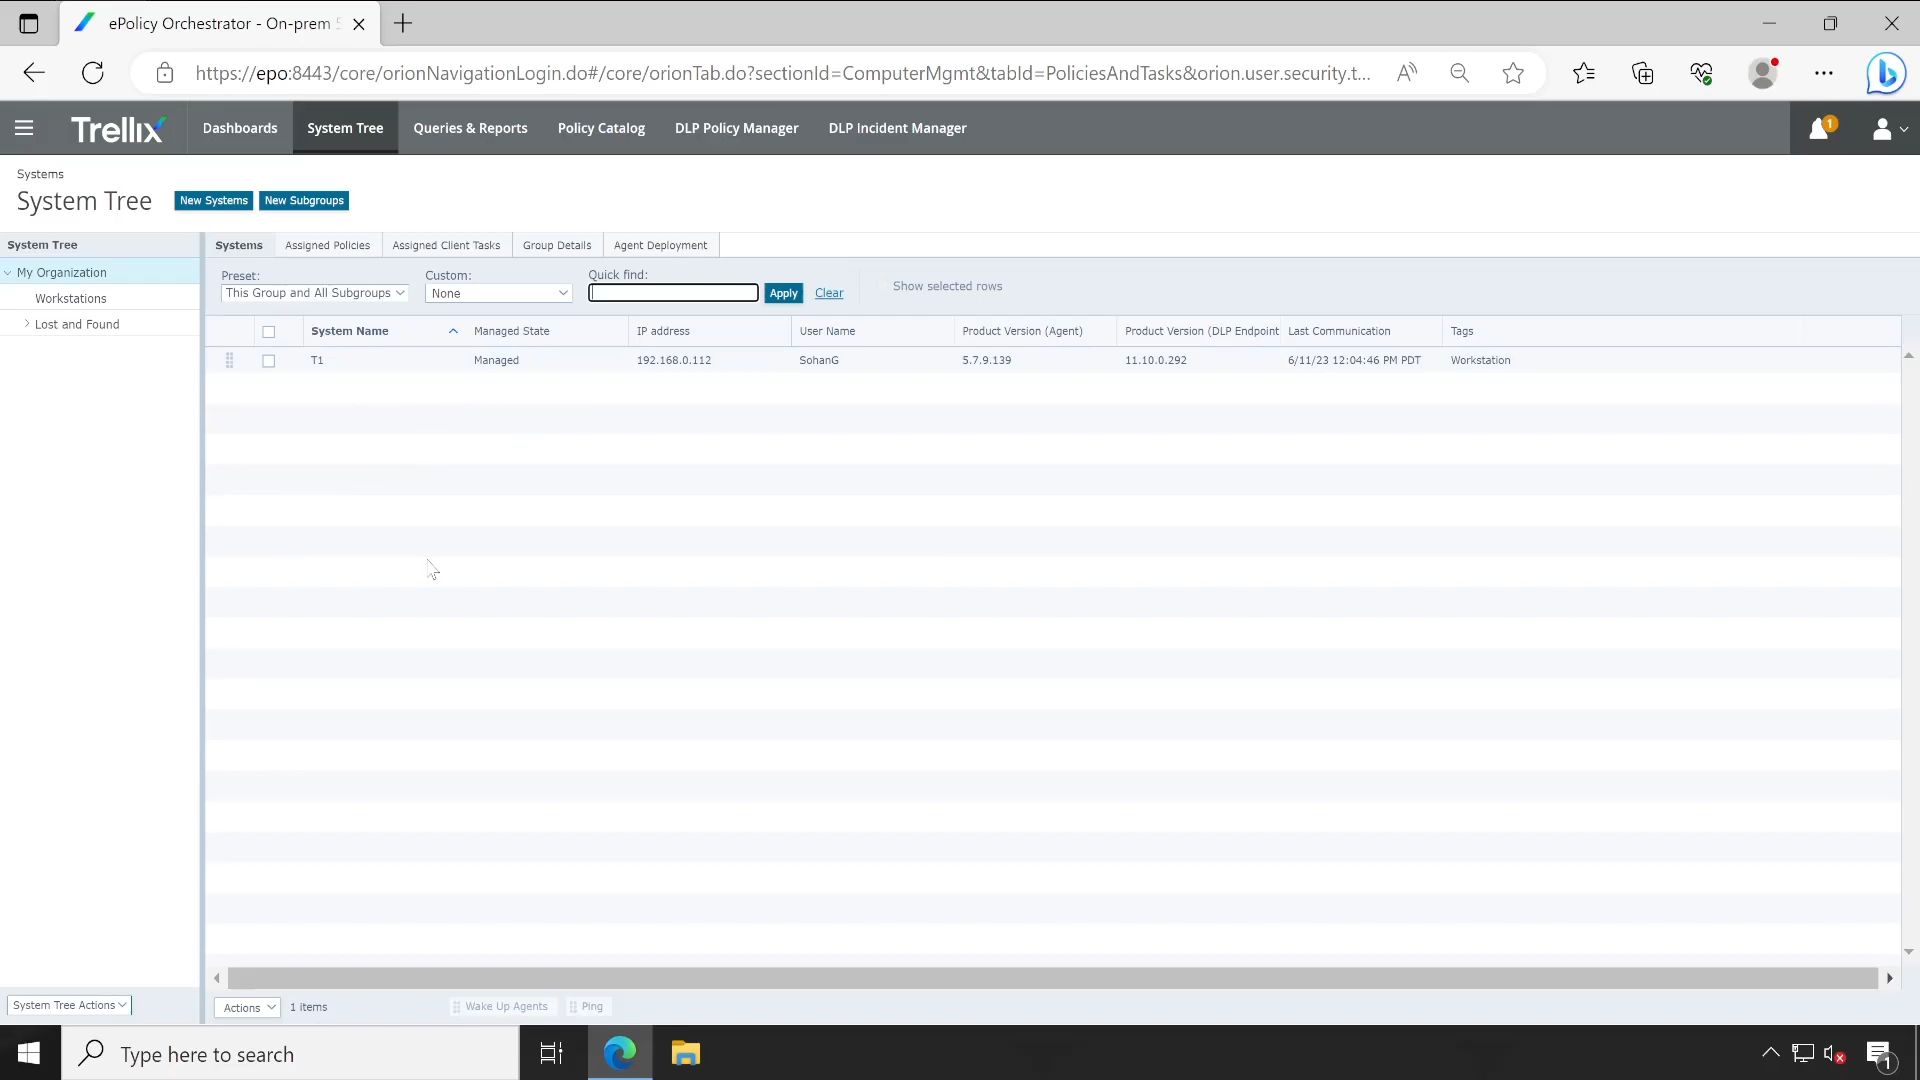 ePolicy Orchestrator - On-prem
https://epo:8443/core/orionNavigationLogin.do#/core/orionTab.do?sectionId=ComputerMgmt&tabId=PoliciesAndTasks&orion.user.security.t...
Trellix Dashboards System Tree Queries & Reports Policy Catalog DLP Policy Manager DLP Incident Manager 1
Systems
System Tree New Systems New Subgroups
System Tree Systems Assigned Policies Assigned Client Tasks Group Details Agent Deployment
My Organization
Workstations
Lost and Found
Preset: Custom: Quick find:
This Group and All Subgroups None Apply Clear Show selected rows
System Name Managed State IP address User Name Product Version (Agent) Product Version (DLP Endpoint Last Communication Tags
T1 Managed 192.168.0.112 SohanG 5.7.9.139 11.10.0.292 6/11/23 12:04:46 PM PDT Workstation
System Tree Actions Actions 1 items Wake Up Agents Ping
Type here to search 1